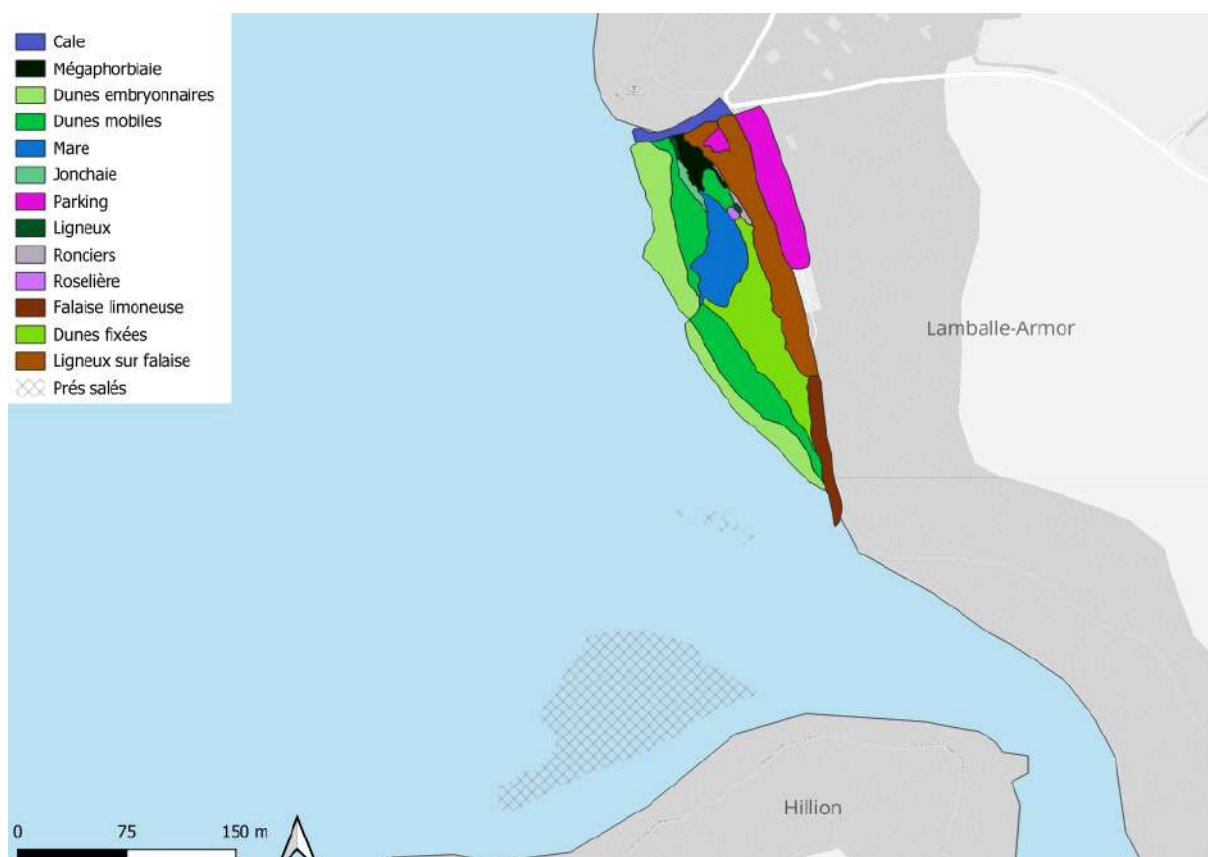 Cale
Mégaphorbiaie
Dunes embryonnaires
Dunes mobiles
Mare
Jonchaie
Parking
Ligneux
Ronciers
Roselière
Falaise limoneuse
Dunes fixées
Ligneux sur falaise
Prés salés
Lamballe-Armor
Hillion
0 75 150 m